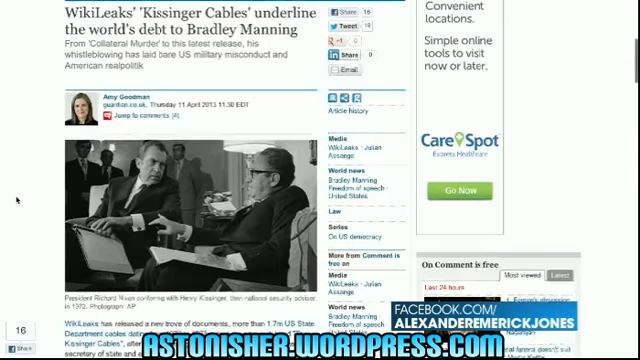 WikiLeaks' 'Kissinger Cables' underline
the world's debt to Bradley Manning
From 'Collateral Murder' to this latest release, his
whistleblowing has laid bare US military misconduct and
American realpolitik
Amy Goodman
guardian.co.uk, Thursday 11 April 2013 11.30 EDT
Jump to comments (4)
President Richard Nixon conferring with Henry Kissinger, then national security adviser,
in 1972. Photograph: AP
WikiLeaks has released a new trove of documents, more than 1.7m US State
Department cables dating
Kissinger Cables", after
secretary of state and
Share 16
Tweet 18
+1 0
Share 0
Email
Article history
Media
WikiLeaks · Julian
Assange
World news
Bradley Manning ·
Freedom of speech ·
United States
Law
Series
On US democracy
More from Comment is
free on
Media
WikiLeaks · Julian
Assange
World news
Bradley Manning ·
Freedom of speech ·
United States
Convenient
locations.
Simple online
tools to visit
now or later.
CareSpot
Express Healthcare
Go Now
On Comment is free
Most viewed
Latest
Last 24 hours
16
Share
FACEBOOK.COM/
ALEXANDEREMERICKJONES
ASTONISHER.WORDPRESS.COM